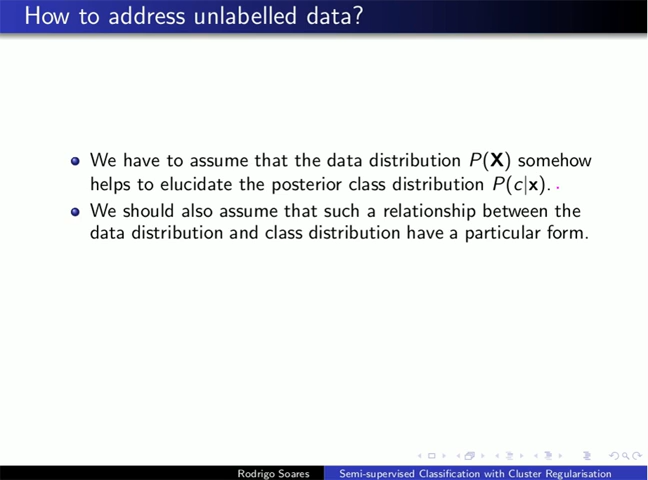 How to address unlabelled data?
We have to assume that the data distribution P(X) somehow
helps to elucidate the posterior class distribution P(c|x).
We should also assume that such a relationship between the
data distribution and class distribution have a particular form.
Rodrigo Soares
Semi-supervised Classification with Cluster Regularisation